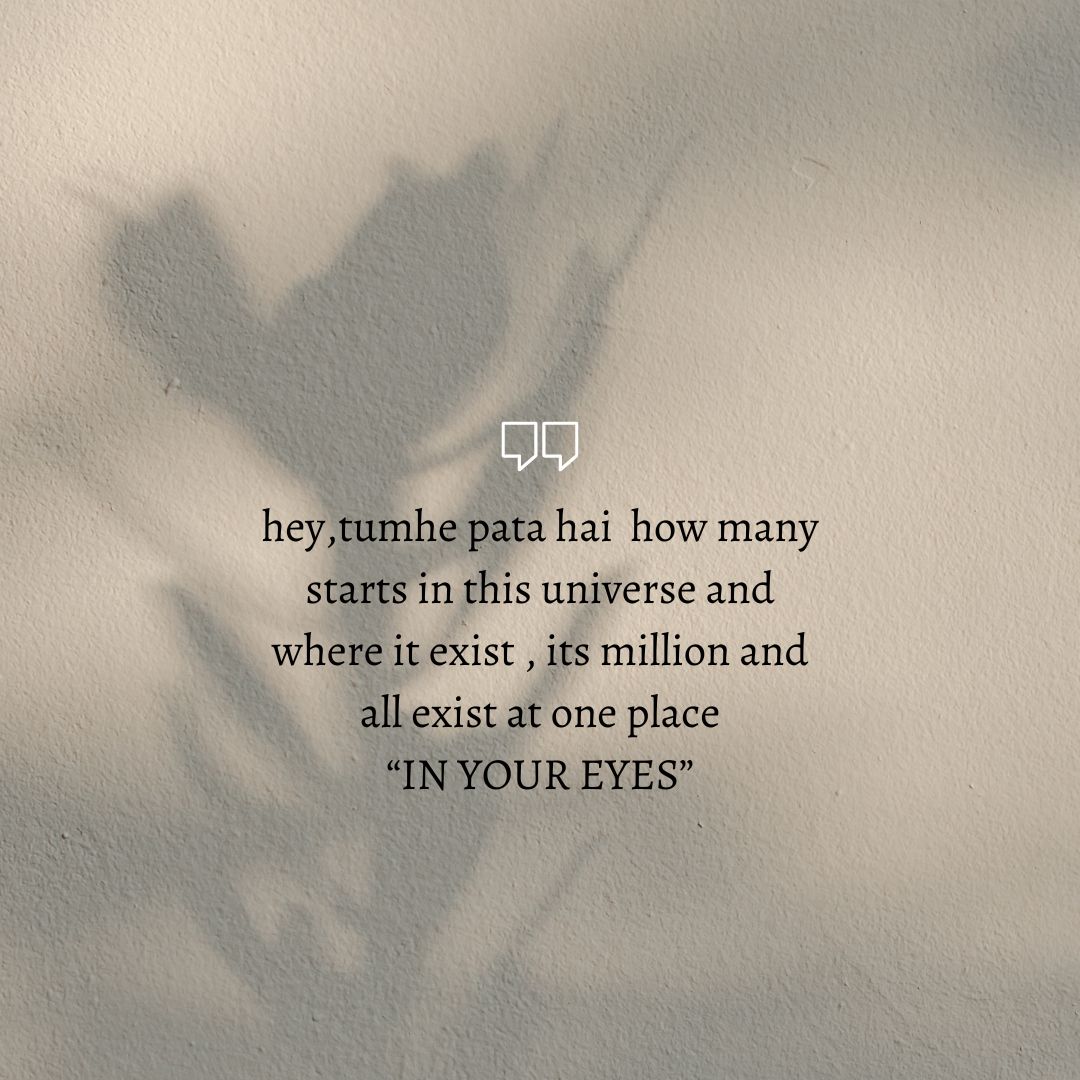 hey,tumhe pata hai how many
starts in this universe and
where it exist , its million and
all exist at one place
“IN YOUR EYES”